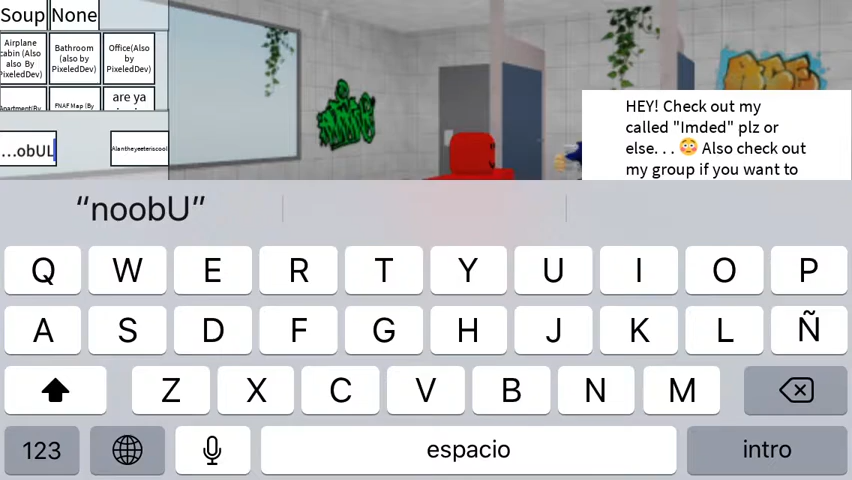 Soup None
Airplane
cabin (Also
also By
PixeledDev)
Bathroom
(also by
PixeledDev)
Office(Also
by
PixeledDev)
Apartment(By
FNAF Map (By
are ya
...obUL
Alantheyeeteriscool
HEY! Check out my
called "Imded" plz or
else. . . 😳 Also check out
my group if you want to
“noobU”
Q W E R T Y U I O P
A S D F G H J K L Ñ
Z X C V B N M
123 espacio intro